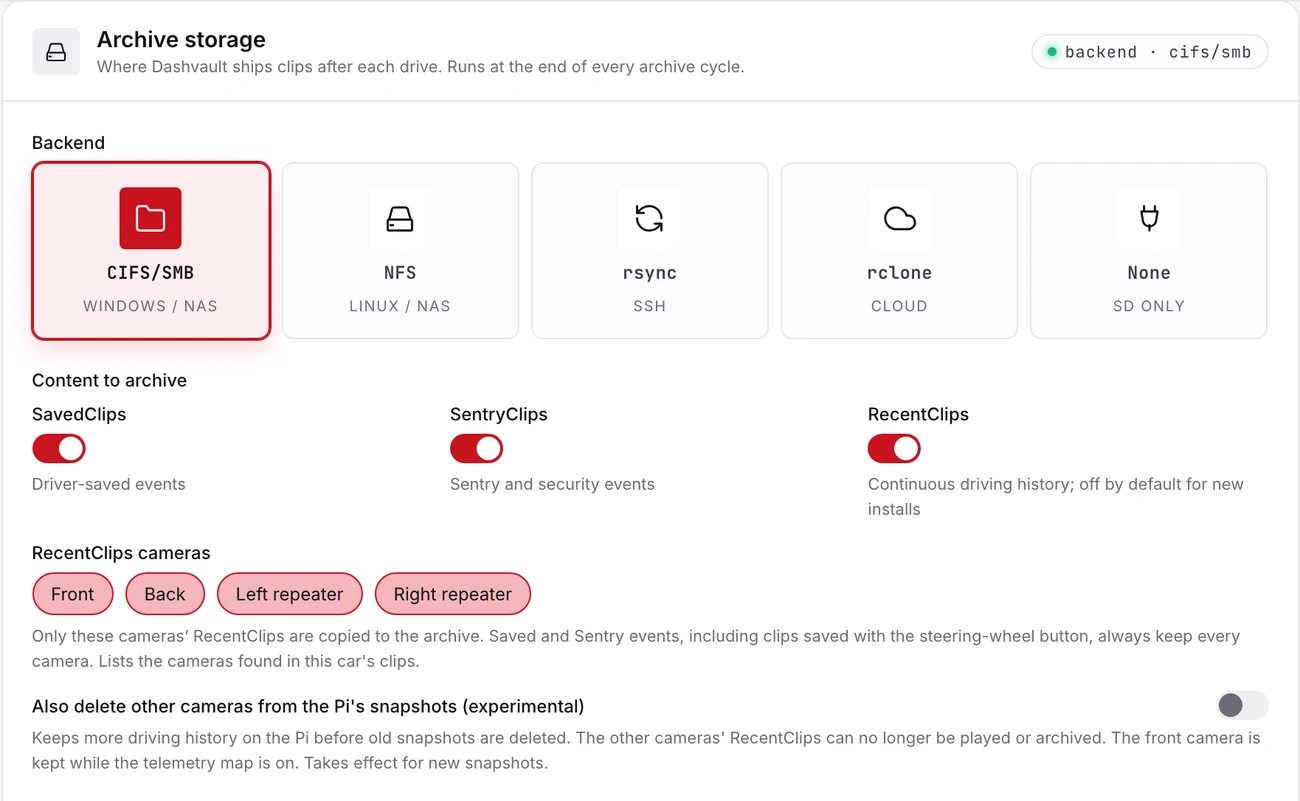 Archive storage
Where Dashvault ships clips after each drive. Runs at the end of every archive cycle.
backend · cifs/smb
Backend
CIFS/SMB
WINDOWS / NAS
NFS
LINUX / NAS
rsync
SSH
rclone
CLOUD
None
SD ONLY
Content to archive
SavedClips
Driver-saved events
SentryClips
Sentry and security events
RecentClips
Continuous driving history; off by default for new
installs
RecentClips cameras
Front
Back
Left repeater
Right repeater
Only these cameras’ RecentClips are copied to the archive. Saved and Sentry events, including clips saved with the steering-wheel button, always keep every
camera. Lists the cameras found in this car's clips.
Also delete other cameras from the Pi's snapshots (experimental)
Keeps more driving history on the Pi before old snapshots are deleted. The other cameras' RecentClips can no longer be played or archived. The front camera is
kept while the telemetry map is on. Takes effect for new snapshots.